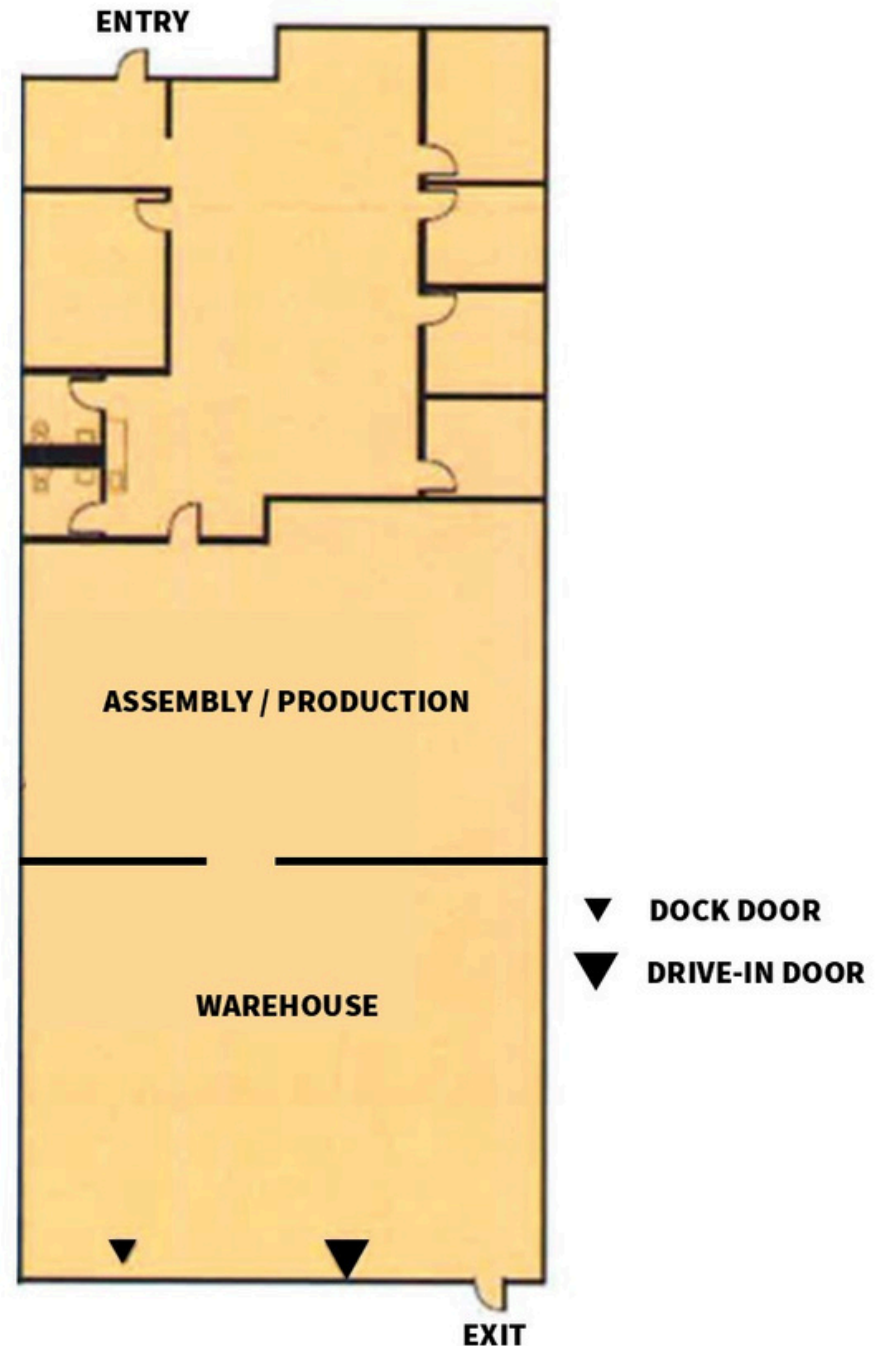 ENTRY
ASSEMBLY / PRODUCTION
DOCK DOOR
DRIVE-IN DOOR
WAREHOUSE
EXIT